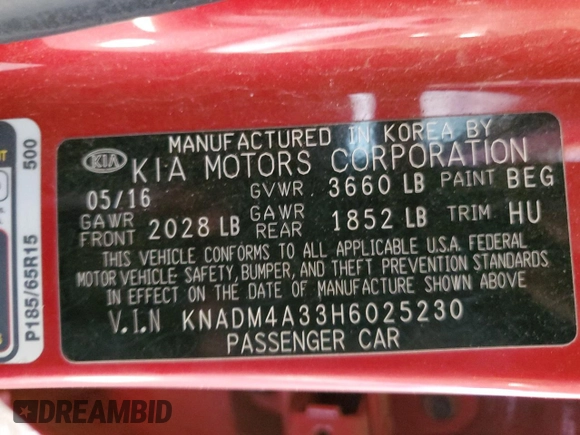 MANUFACTURED IN KOREA BY
KIA KIA MOTORS CORPORATION
05/16 GVWR 3660 LB PAINT BEG
GAWR FRONT 2028 LB GAWR REAR 1852 LB TRIM HU
THIS VEHICLE CONFORMS TO ALL APPLICABLE U.S.A. FEDERAL
MOTOR VEHICLE SAFETY, BUMPER, AND THEFT PREVENTION STANDARDS
IN EFFECT ON THE DATE OF MANUFACTURE SHOWN ABOVE
V.I.N KNADM4A33H6025230
PASSENGER CAR
P185/65R15 500
DREAMBID